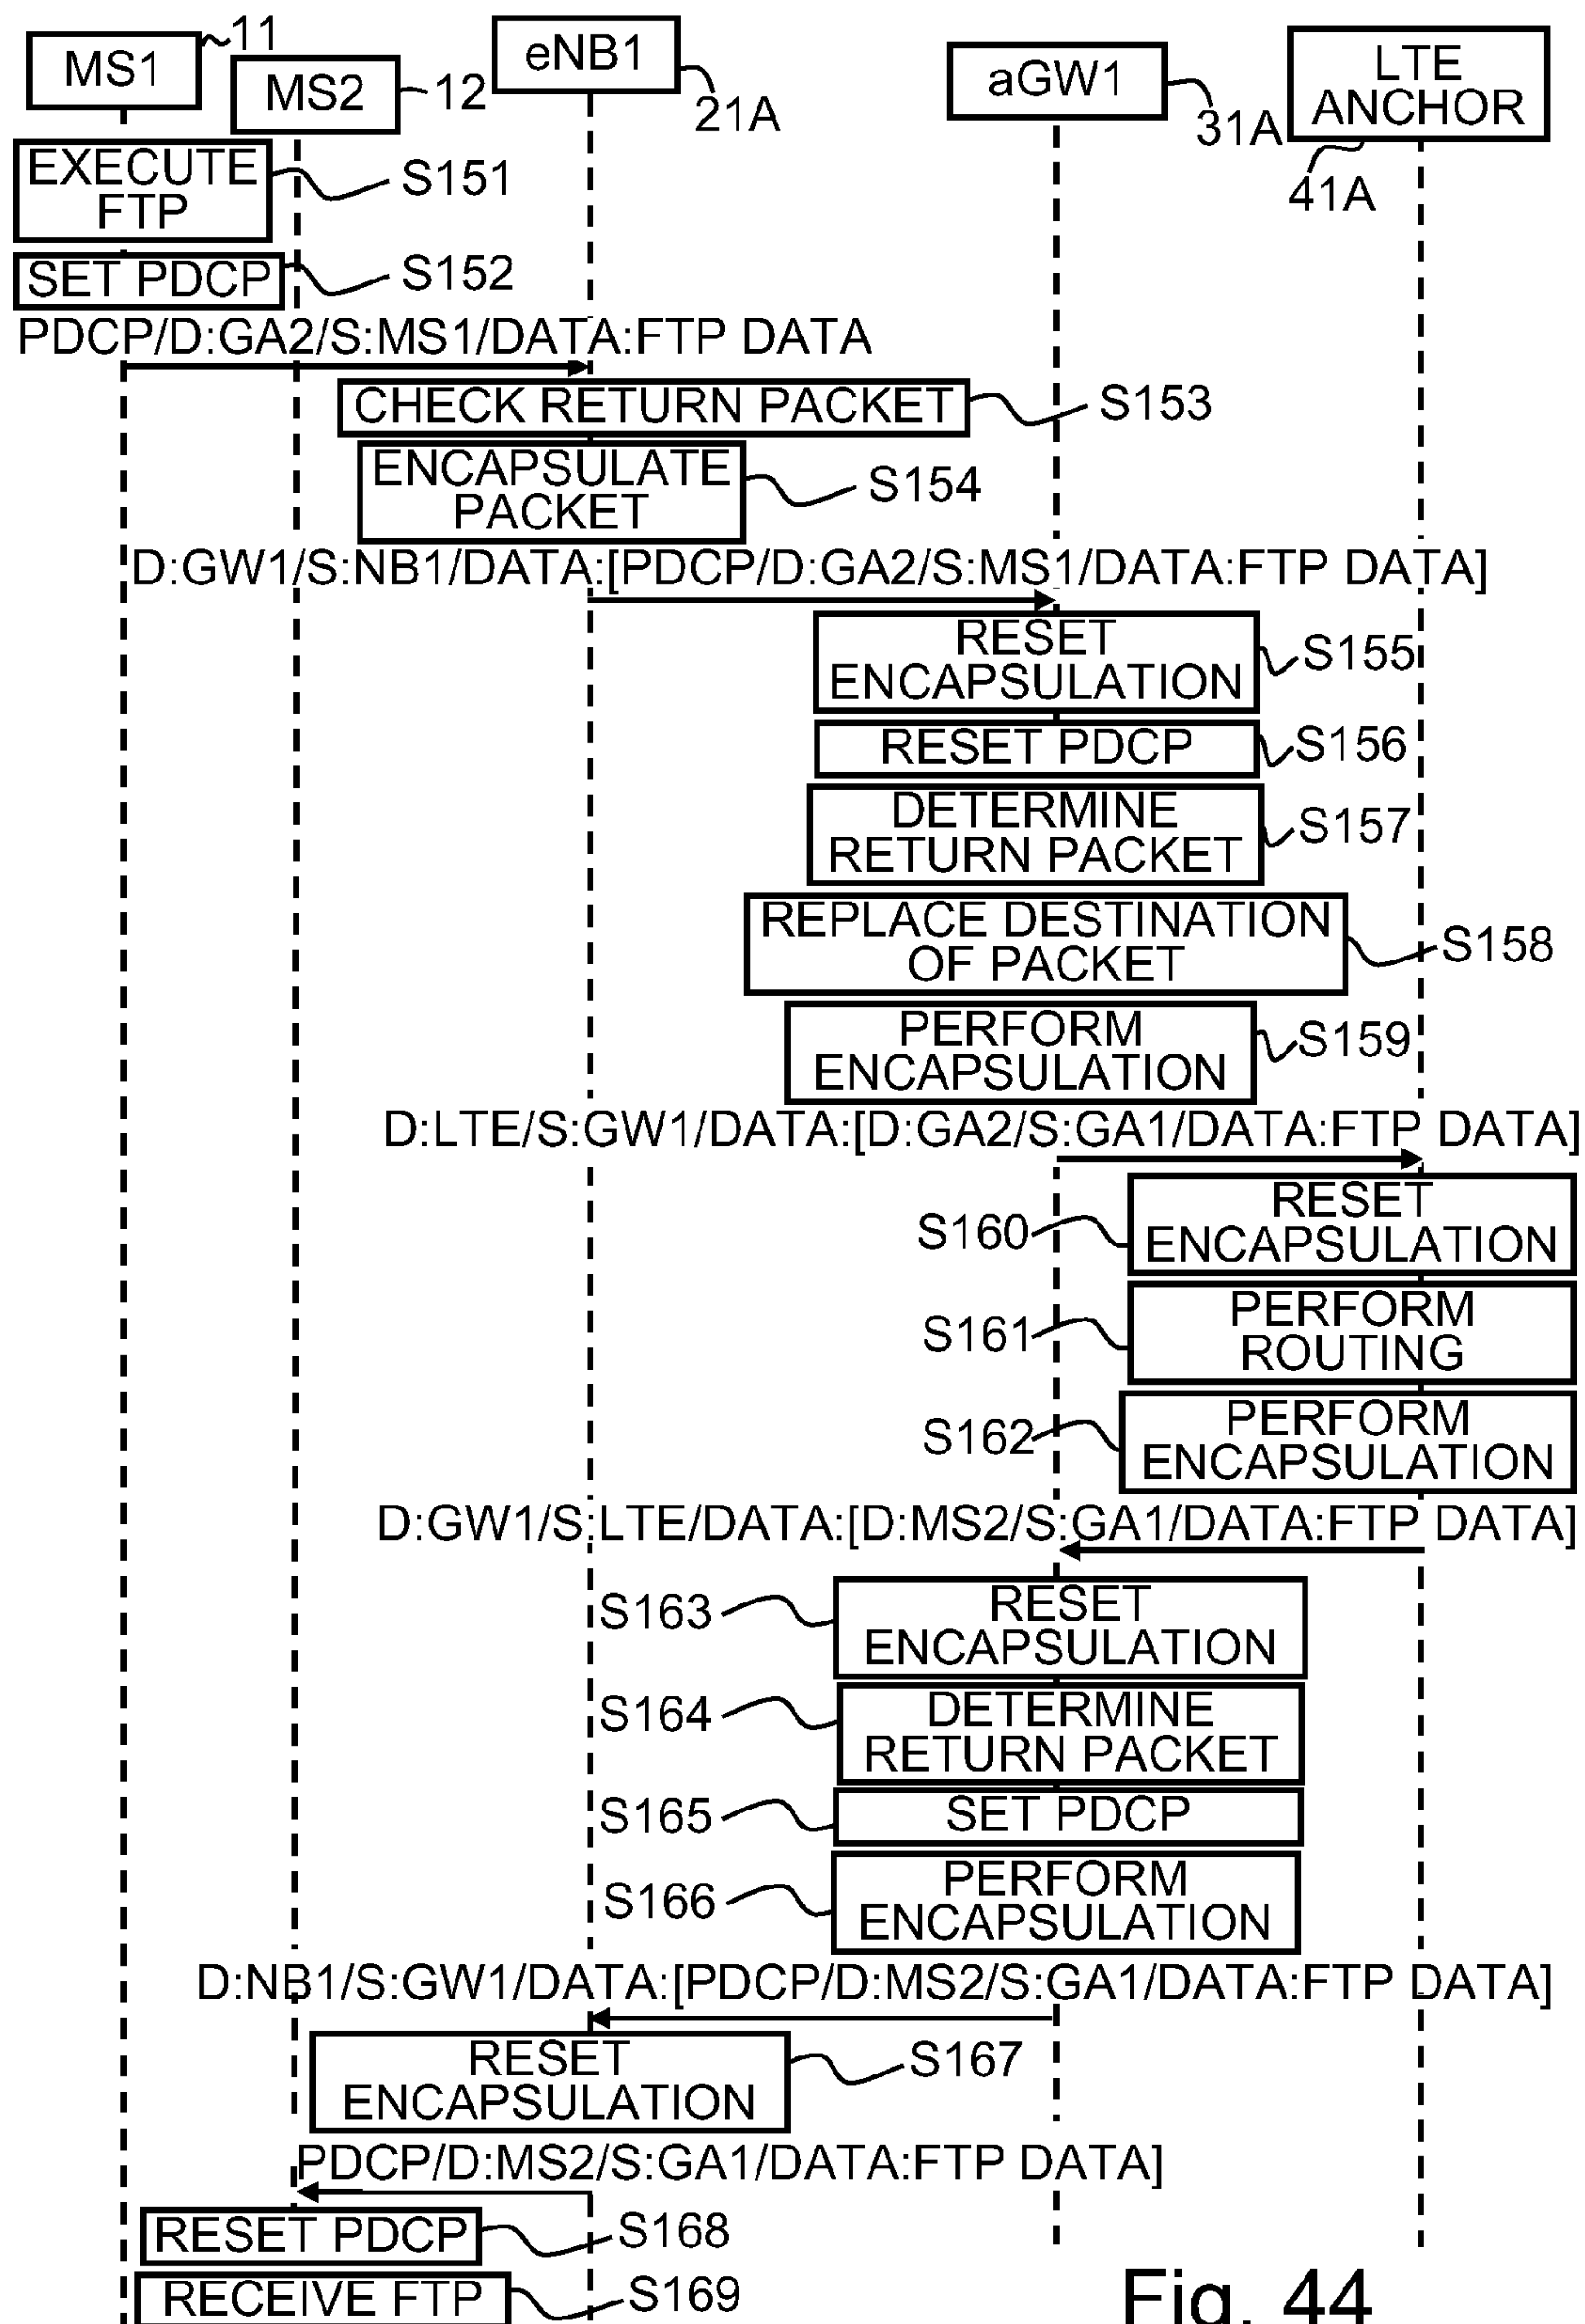 MS1
11
MS2
12
eNB1
21A
aGW1
31A
LTE
ANCHOR
41A
EXECUTE
FTP
S151
SET PDCP
S152
PDCP/D:GA2/S:MS1/DATA:FTP DATA
CHECK RETURN PACKET
S153
ENCAPSULATE
PACKET
S154
D:GW1/S:NB1/DATA:[PDCP/D:GA2/S:MS1/DATA:FTP DATA]
RESET
ENCAPSULATION
S155
RESET PDCP
S156
DETERMINE
RETURN PACKET
S157
REPLACE DESTINATION
OF PACKET
S158
PERFORM
ENCAPSULATION
S159
D:LTE/S:GW1/DATA:[D:GA2/S:GA1/DATA:FTP DATA]
RESET
ENCAPSULATION
S160
PERFORM
ROUTING
S161
PERFORM
ENCAPSULATION
S162
D:GW1/S:LTE/DATA:[D:MS2/S:GA1/DATA:FTP DATA]
S163
RESET
ENCAPSULATION
S164
DETERMINE
RETURN PACKET
S165
SET PDCP
S166
PERFORM
ENCAPSULATION
D:NB1/S:GW1/DATA:[PDCP/D:MS2/S:GA1/DATA:FTP DATA]
RESET
ENCAPSULATION
S167
PDCP/D:MS2/S:GA1/DATA:FTP DATA]
RESET PDCP
S168
RECEIVE FTP
S169
Fig. 44